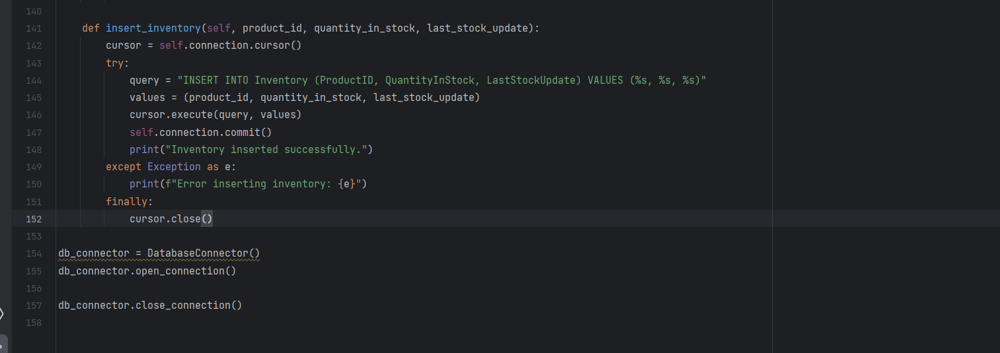 140
141 def insert_inventory(self, product_id, quantity_in_stock, last_stock_update):
142 cursor = self.connection.cursor()
143 try:
144 query = "INSERT INTO Inventory (ProductID, QuantityInStock, LastStockUpdate) VALUES (%s, %s, %s)"
145 values = (product_id, quantity_in_stock, last_stock_update)
146 cursor.execute(query, values)
147 self.connection.commit()
148 print("Inventory inserted successfully.")
149 except Exception as e:
150 print(f"Error inserting inventory: {e}")
151 finally:
152 cursor.close()
153
154 db_connector = DatabaseConnector()
155 db_connector.open_connection()
156
157 db_connector.close_connection()
158